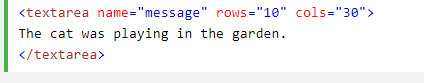 <textarea name="message" rows="10" cols="30">
The cat was playing in the garden.
</textarea>